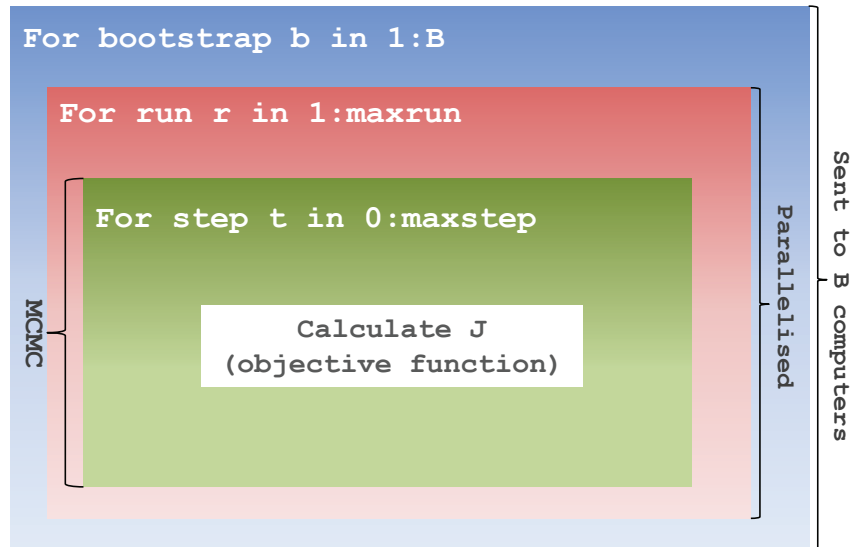 For bootstrap b in 1:B
For run r in 1:maxrun
For step t in 0:maxstep
Calculate J
(objective function)
MCMC
Parallelised
Sent to B computers